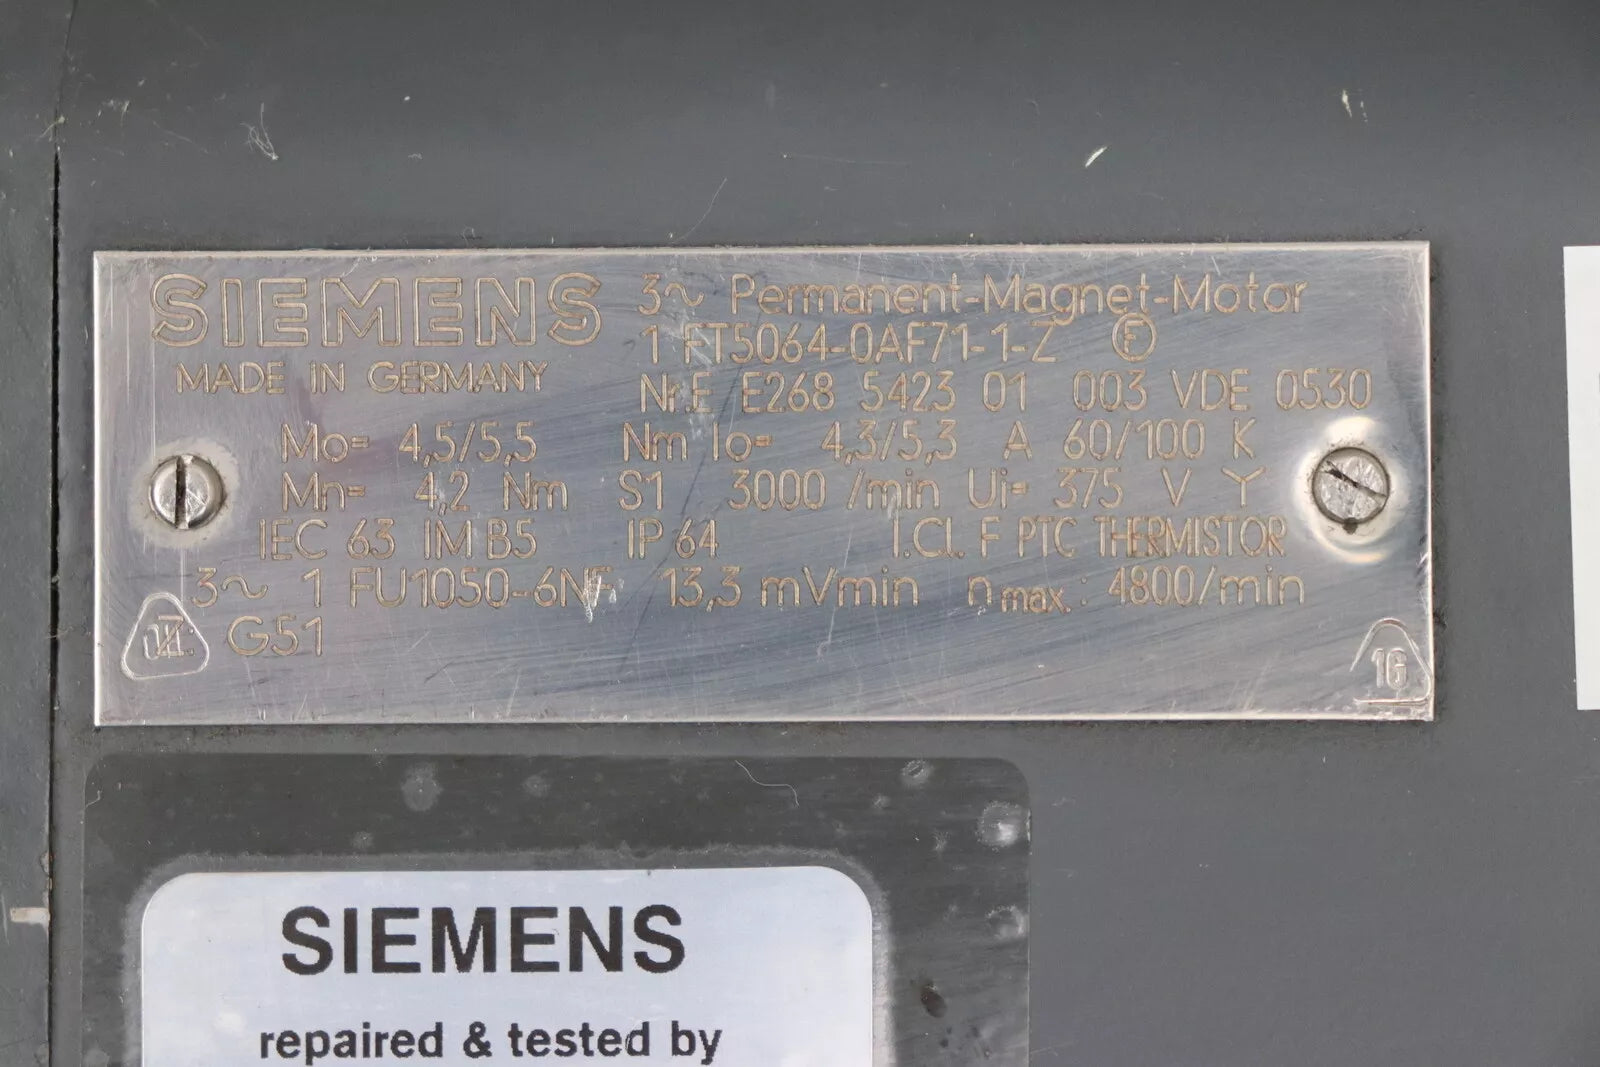 SIEMENS
MADE IN GERMANY
3~ Permanent-Magnet-Motor
1 FT5064-0AF71-1-Z Ⓕ
Nr.E E268 5423 01 003 VDE 0530
Mo= 4,5/5,5 Nm Io= 4,3/5,3 A 60/100 K
Mn= 4,2 Nm S1 3000 /min Ui= 375 V Y
IEC 63 IM B5 IP 64 I.Cl. F PTC THERMISTOR
3~ 1 FU1050-6NF 13,3 mVmin nmax.: 4800/min
Z: G51
1G
SIEMENS
repaired & tested by